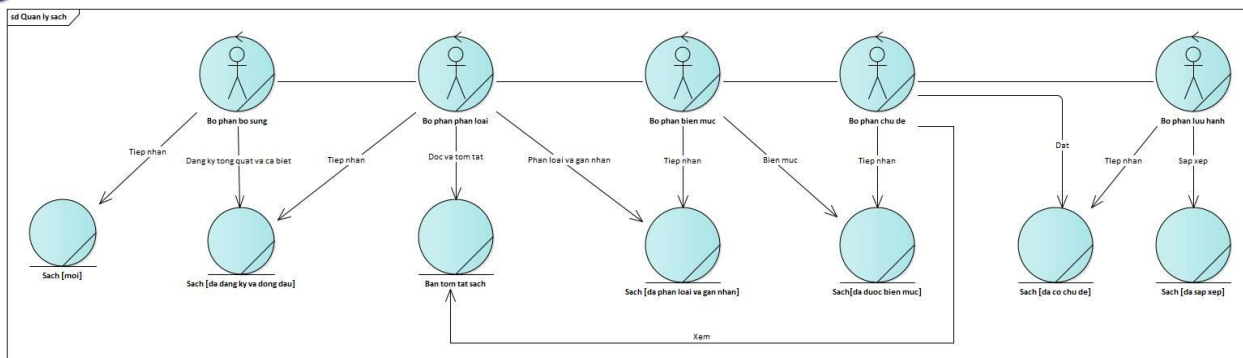 sd Quan ly sach
Bo phan bo sung
Bo phan phan loai
Bo phan bien muc
Bo phan chu de
Bo phan luu hanh
Tiep nhan
Dang ky tong quat va ca biet
Tiep nhan
Doc va tom tat
Phan loai va gan nhan
Tiep nhan
Bien muc
Tiep nhan
Dat
Tiep nhan
Sap xep
Sach [moi]
Sach [da dang ky va dong dau]
Ban tom tat sach
Sach [da phan loai va gan nhan]
Sach[da duoc bien muc]
Sach [da co chu de]
Sach [da sap xep]
Xem